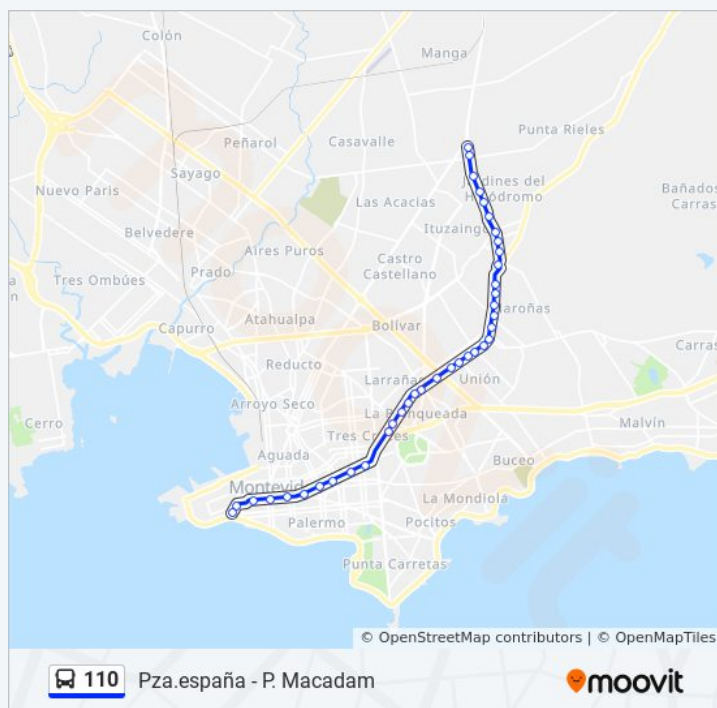 Colón
Manga
Punta Rieles
Peñarol
Casavalle
Sayago
Jardines del
Hipódromo
Nuevo Paris
Bañados
Carras
Las Acacias
Ituzaingó
Belvedere
Aires Puros
Castro
Castellano
Prado
Tres Ombúes
Maroñas
Atahualpa
Bolívar
Capurro
Carras
Reducto
Larrañag
Unión
Arroyo Seco
La Blanqueada
Cerro
Malvín
Tres Cruces
Aguada
Buceo
Montevideo
La Mondiola
Palermo
Pocitos
Punta Carretas
© OpenStreetMap contributors | © OpenMapTiles
110 Pza.españa - P. Macadam
moovit